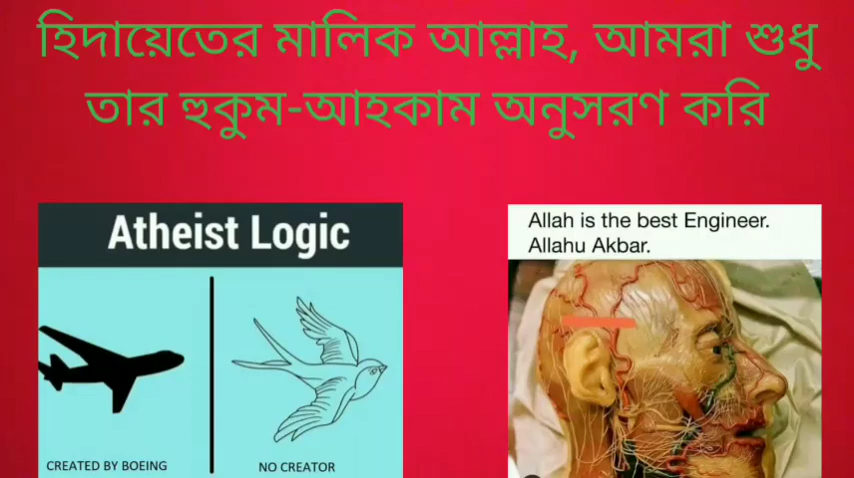 হিদায়েতের মালিক আল্লাহ, আমরা শুধু
তার হুকুম-আহকাম অনুসরণ করি
Atheist Logic
CREATED BY BOEING
NO CREATOR
Allah is the best Engineer.
Allahu Akbar.